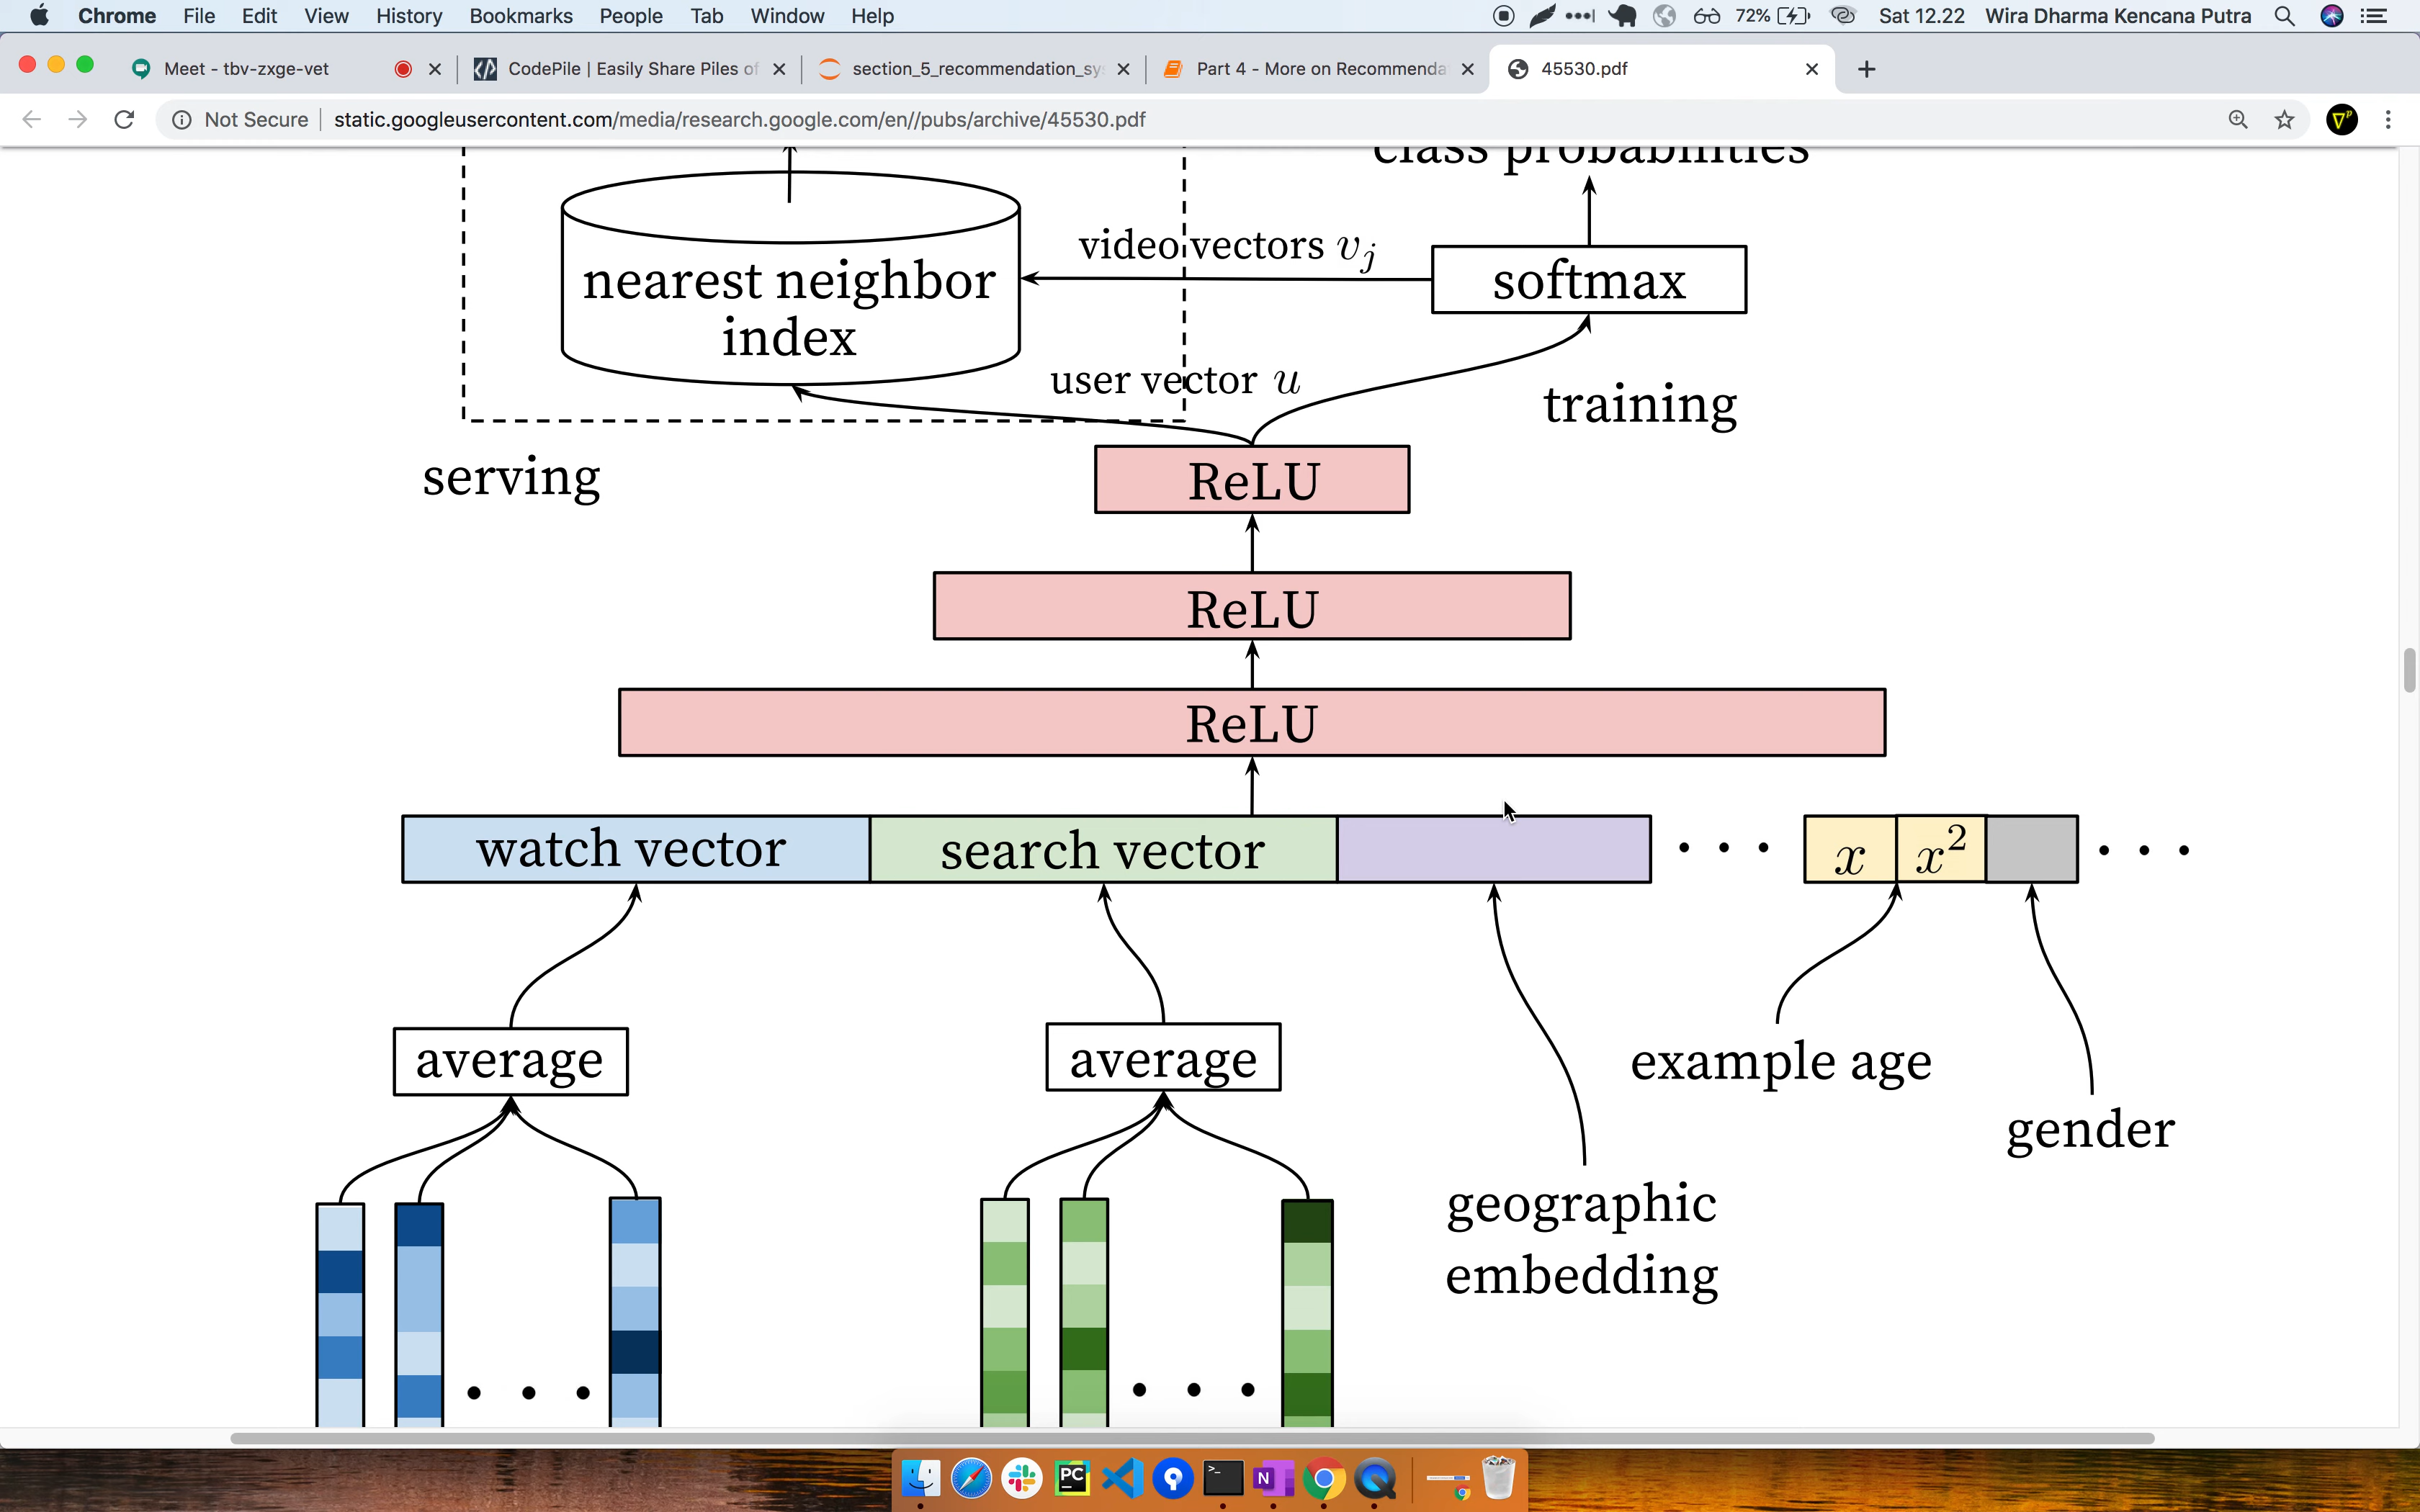 Chrome File Edit View History Bookmarks People Tab Window Help 72% Sat 12.22 Wira Dharma Kencana Putra
Meet - tbv-zxge-vet CodePile | Easily Share Piles of section_5_recommendation_sy Part 4 - More on Recommenda 45530.pdf
Not Secure static.googleusercontent.com/media/research.google.com/en//pubs/archive/45530.pdf
class probabilities
video vectors vⱼ
nearest neighbor
index
softmax
user vector u
training
serving
ReLU
ReLU
ReLU
watch vector search vector x x²
average average example age
gender
geographic
embedding
PC
N